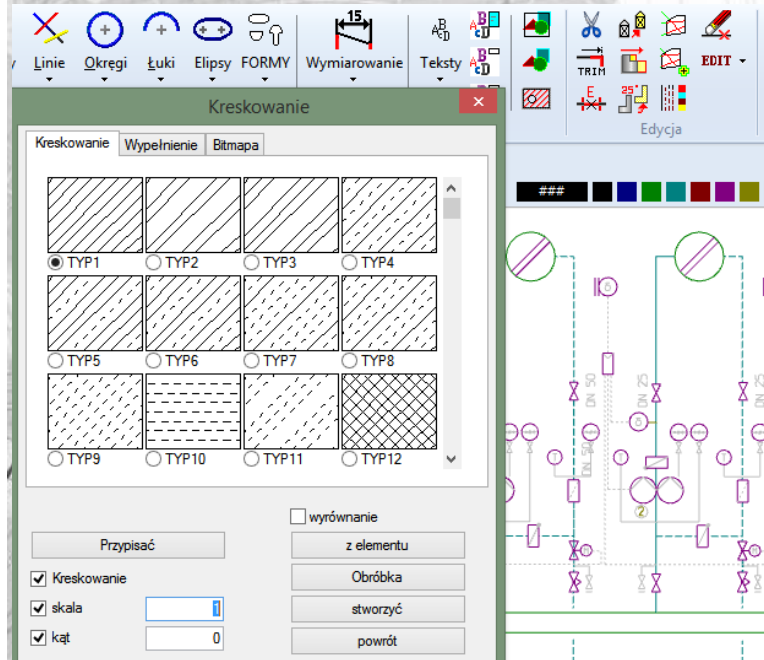 15
Linie Okręgi Łuki Elipsy FORMY Wymiarowanie Teksty
TRIM
EDIT
25°
E
Edycja
Kreskowanie
Kreskowanie Wypełnienie Bitmapa
###
TYP1 TYP2 TYP3 TYP4
TYP5 TYP6 TYP7 TYP8
TYP9 TYP10 TYP11 TYP12
wyrównanie
Przypisać z elementu
Kreskowanie Obróbka
skala 1 stworzyć
kąt 0 powrót
DN 50
DN 25
25
DN 50
2